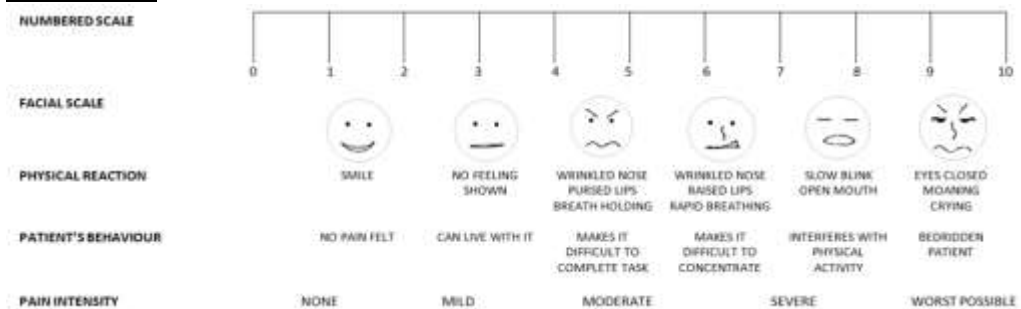 NUMBERED SCALE
0 1 2 3 4 5 6 7 8 9 10
FACIAL SCALE
PHYSICAL REACTION
SMILE
NO FEELING
SHOWN
WRINKLED NOSE
PURSED LIPS
BREATH HOLDING
WRINKLED NOSE
RAISED LIPS
RAPID BREATHING
SLOW BLINK
OPEN MOUTH
EYES CLOSED
MOANING
CRYING
PATIENT'S BEHAVIOUR
NO PAIN FELT
CAN LIVE WITH IT
MAKES IT
DIFFICULT TO
COMPLETE TASK
MAKES IT
DIFFICULT TO
CONCENTRATE
INTERFERES WITH
PHYSICAL
ACTIVITY
BEDRIDDEN
PATIENT
PAIN INTENSITY
NONE MILD MODERATE SEVERE WORST POSSIBLE